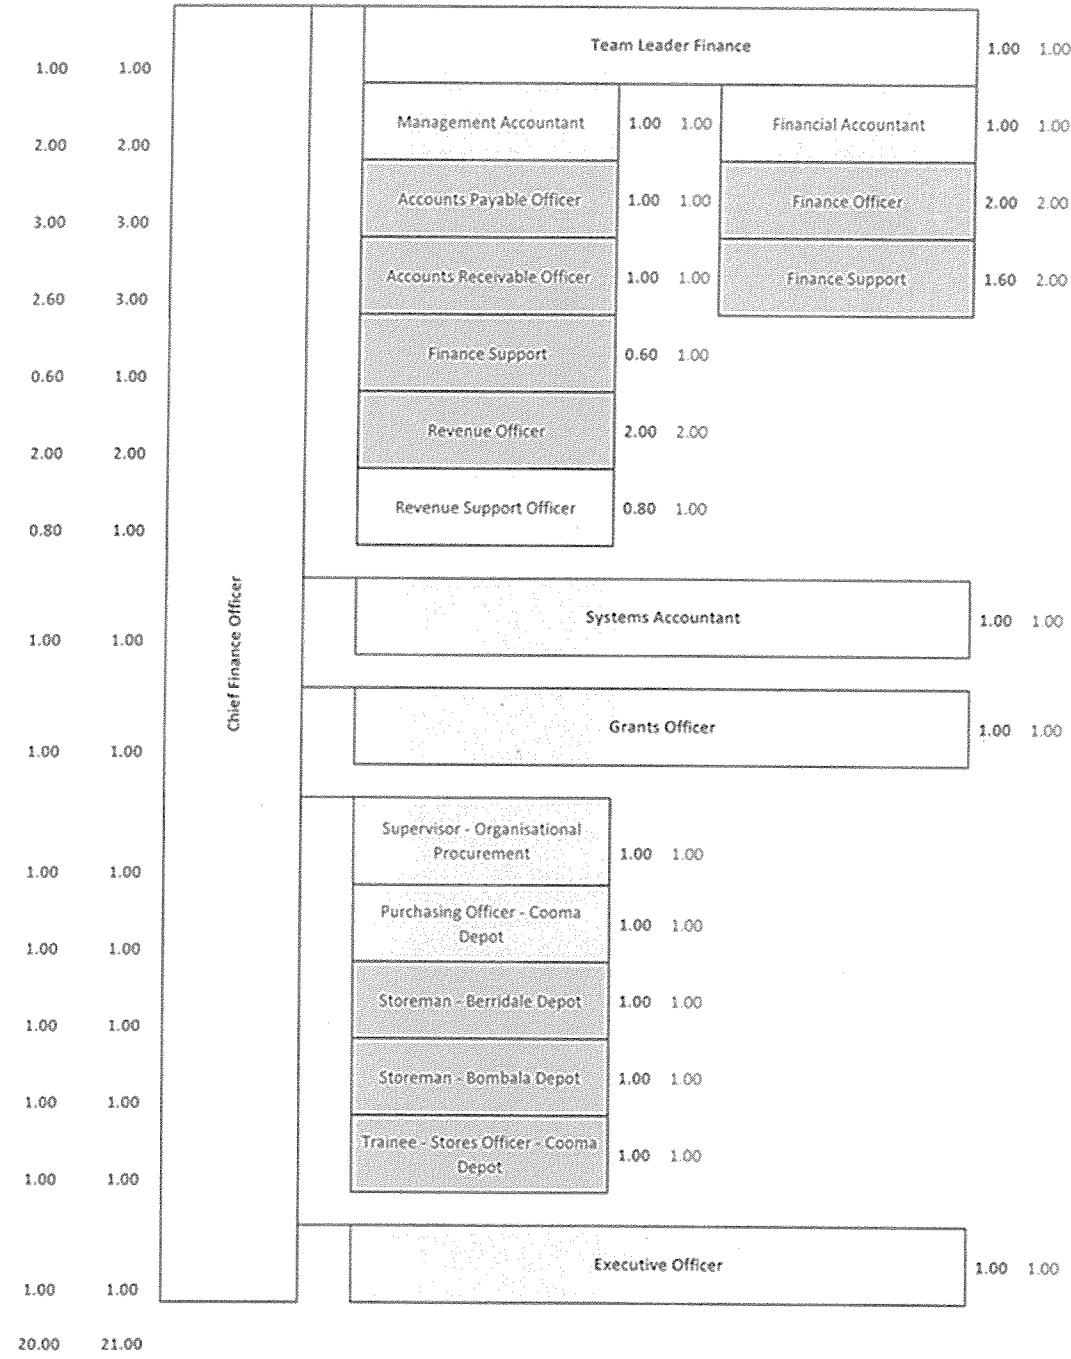 Team Leader Finance 1.00 1.00
1.00 1.00
Management Accountant 1.00 1.00 Financial Accountant 1.00 1.00
2.00 2.00
Accounts Payable Officer 1.00 1.00 Finance Officer 2.00 2.00
3.00 3.00
Accounts Receivable Officer 1.00 1.00 Finance Support 1.60 2.00
2.60 3.00
Finance Support 0.60 1.00
0.60 1.00
Revenue Officer 2.00 2.00
2.00 2.00
Revenue Support Officer 0.80 1.00
0.80 1.00
Chief Finance Officer
Systems Accountant 1.00 1.00
1.00 1.00
Grants Officer 1.00 1.00
1.00 1.00
Supervisor - Organisational
Procurement 1.00 1.00
1.00 1.00
Purchasing Officer - Cooma
Depot 1.00 1.00
1.00 1.00
Storeman - Berridale Depot 1.00 1.00
1.00 1.00
Storeman - Bombala Depot 1.00 1.00
1.00 1.00
Trainee - Stores Officer - Cooma
Depot 1.00 1.00
1.00 1.00
Executive Officer 1.00 1.00
1.00 1.00
20.00 21.00